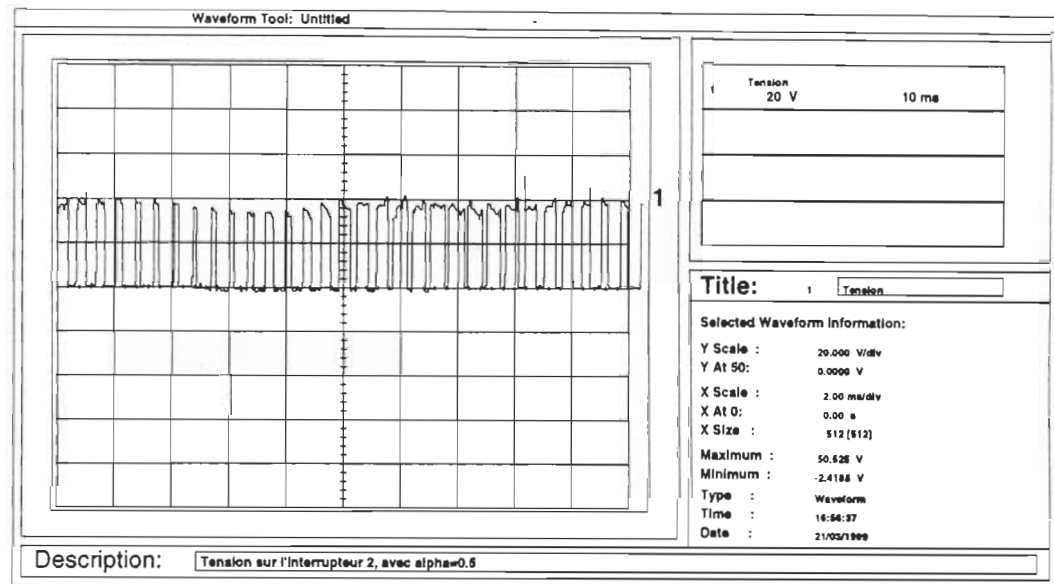 Waveform Tool: Untitled
1
1 Tension
20 V 10 ms
Title: 1 Tension
Selected Waveform Information:
Y Scale : 20.000 V/div
Y At 50: 0.0000 V
X Scale : 2.00 ms/div
X At 0: 0.00 s
X Size : 512 (512)
Maximum : 50.625 V
Minimum : -2.4188 V
Type : Waveform
Time : 16:56:37
Date : 21/03/1999
Description: Tension sur l'interrupteur 2, avec alpha=0.5